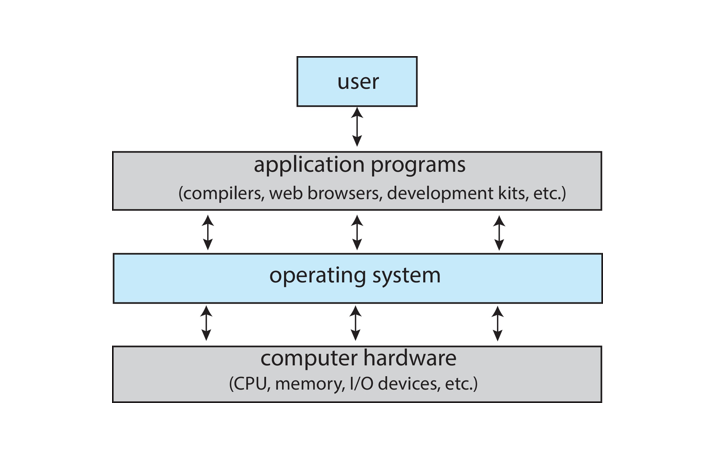 user
application programs
(compilers, web browsers, development kits, etc.)
operating system
computer hardware
(CPU, memory, I/O devices, etc.)